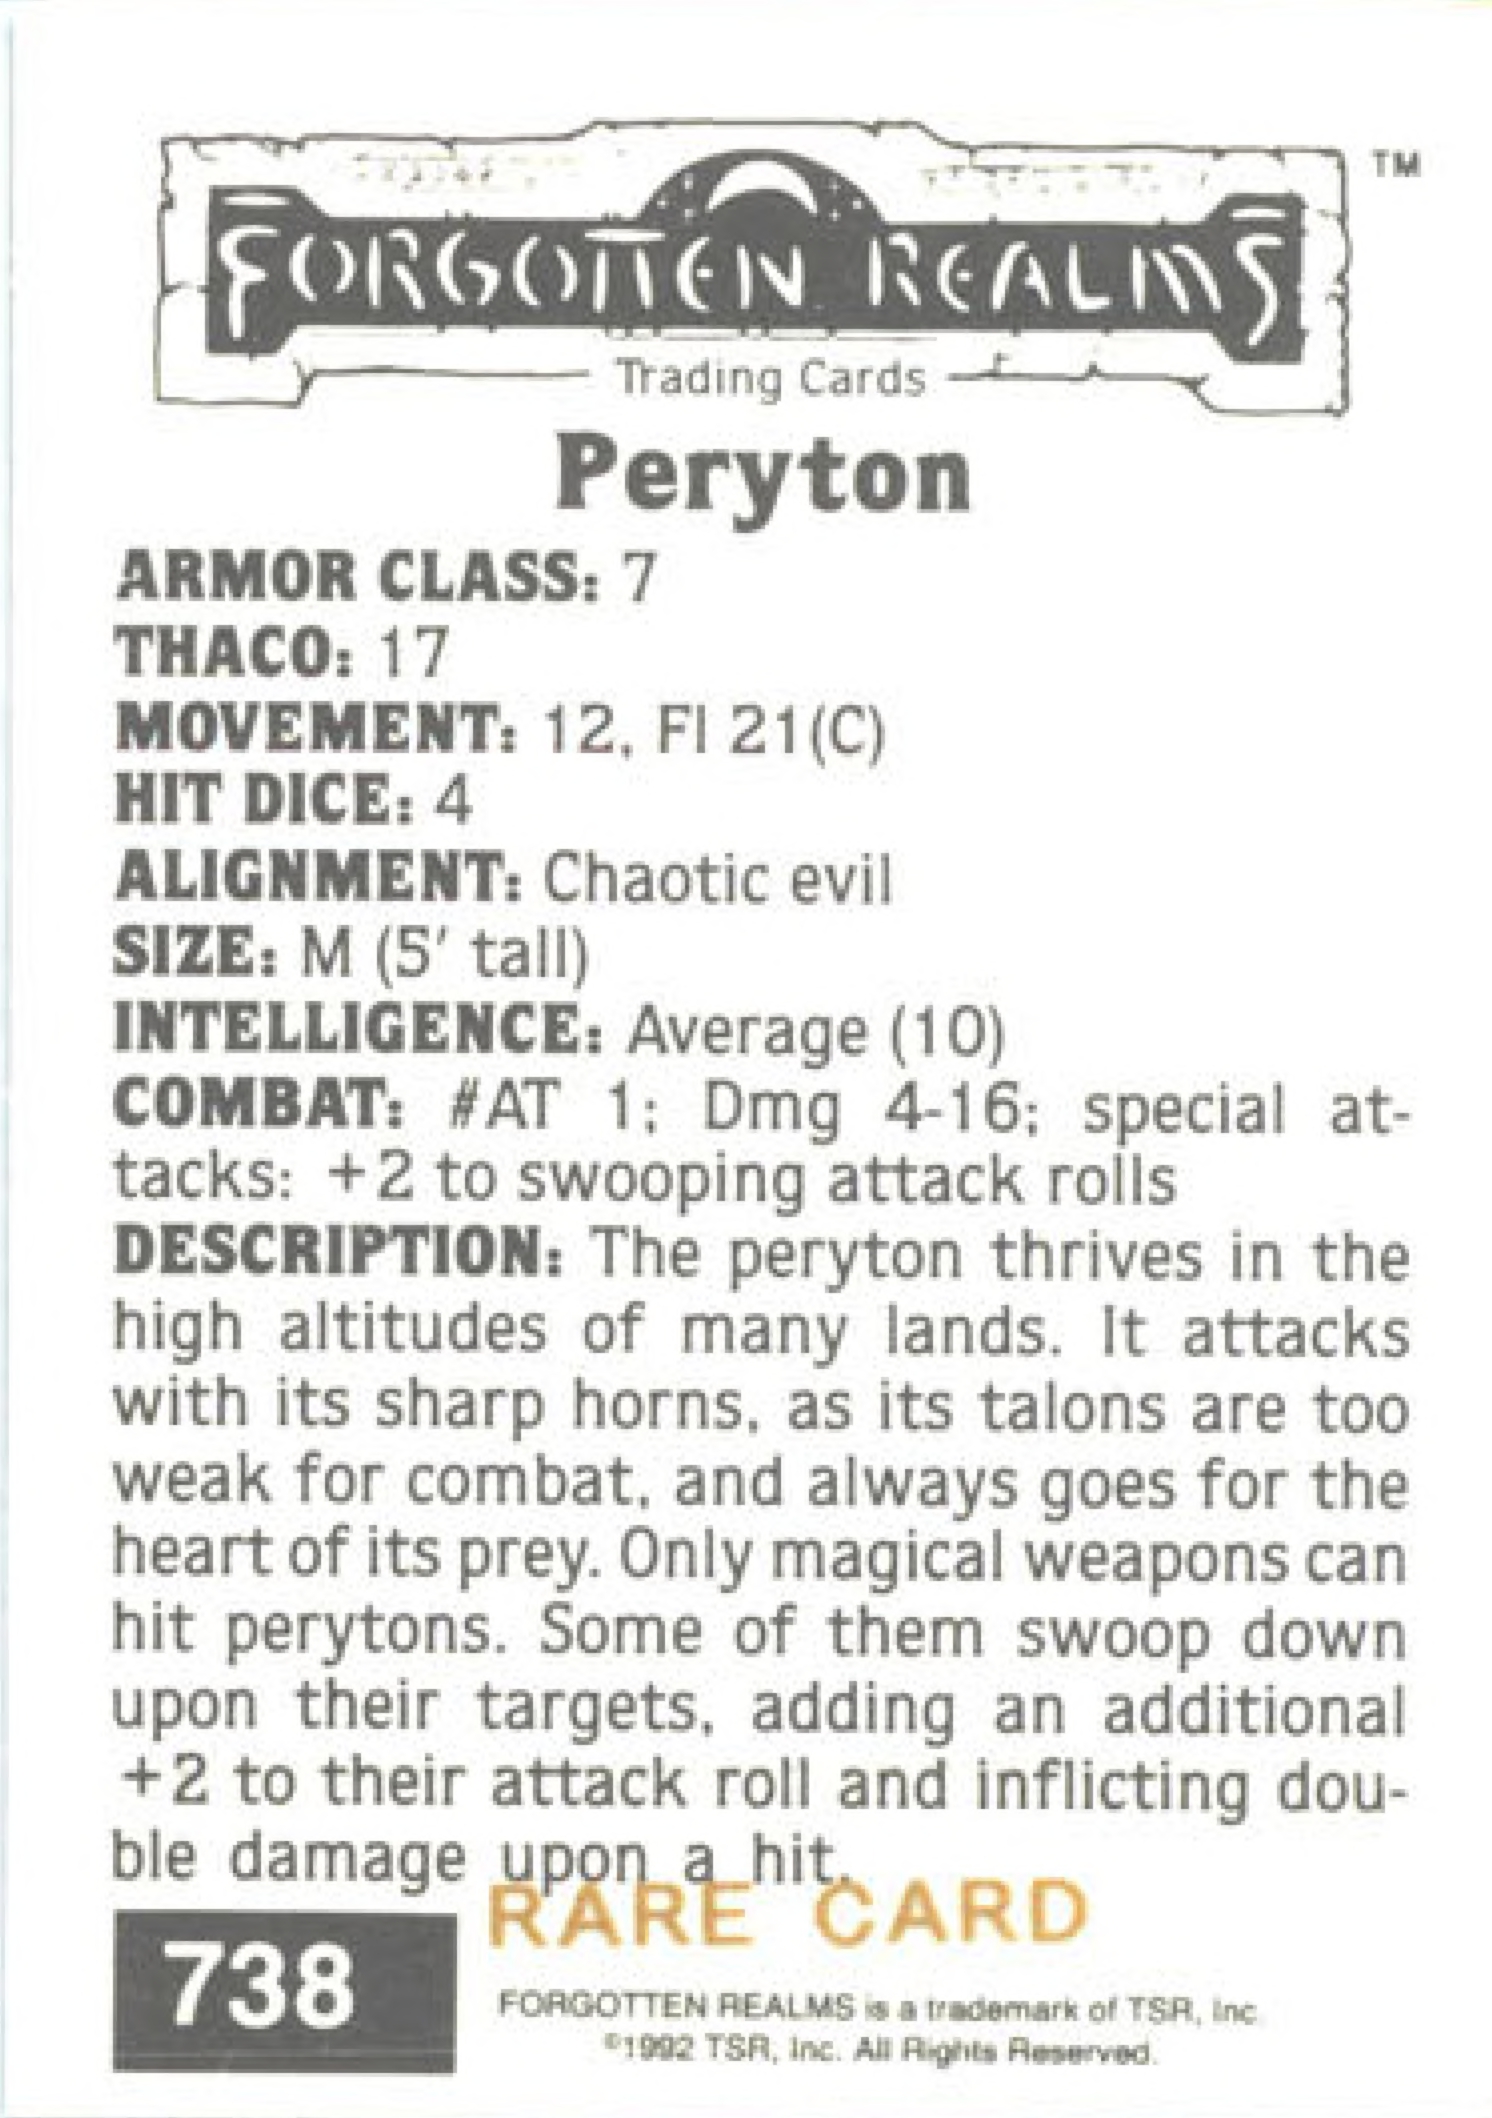 FORGOTTEN REALMS TM
Trading Cards
Peryton
ARMOR CLASS: 7
THACO: 17
MOVEMENT: 12, Fl 21(C)
HIT DICE: 4
ALIGNMENT: Chaotic evil
SIZE: M (5' tall)
INTELLIGENCE: Average (10)
COMBAT: #AT 1; Dmg 4-16; special at-
tacks: +2 to swooping attack rolls
DESCRIPTION: The peryton thrives in the
high altitudes of many lands. It attacks
with its sharp horns, as its talons are too
weak for combat, and always goes for the
heart of its prey. Only magical weapons can
hit perytons. Some of them swoop down
upon their targets, adding an additional
+2 to their attack roll and inflicting dou-
ble damage upon a hit.
RARE CARD
738
FORGOTTEN REALMS is a trademark of TSR, Inc.
©1992 TSR, Inc. All Rights Reserved.